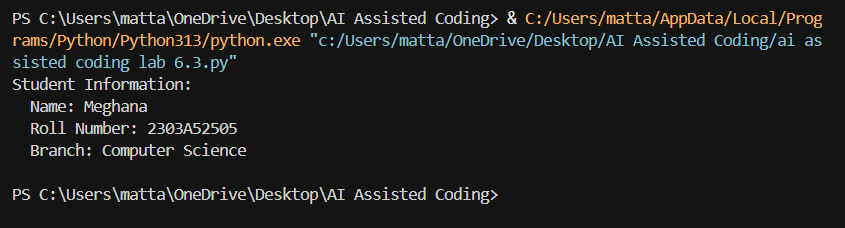 PS C:\Users\matta\OneDrive\Desktop\AI Assisted Coding> & C:/Users/matta/AppData/Local/Prog
rams/Python/Python313/python.exe "c:/Users/matta/OneDrive/Desktop/AI Assisted Coding/ai as
sisted coding lab 6.3.py"
Student Information:
  Name: Meghana
  Roll Number: 2303A52505
  Branch: Computer Science

PS C:\Users\matta\OneDrive\Desktop\AI Assisted Coding>